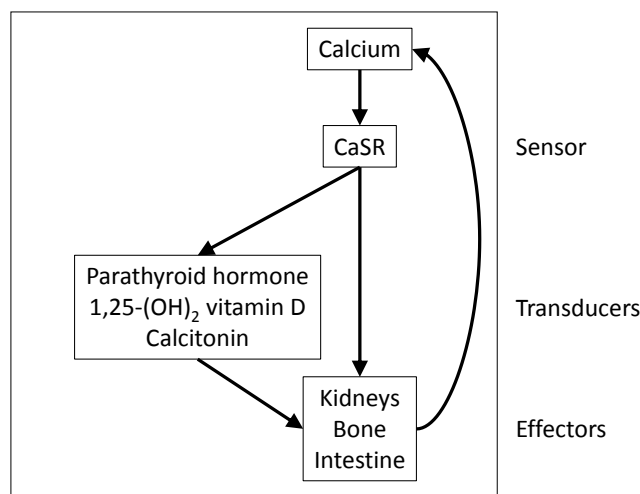 Calcium
CaSR
Sensor
Parathyroid hormone
1,25-(OH)₂ vitamin D
Calcitonin
Transducers
Kidneys
Bone
Intestine
Effectors